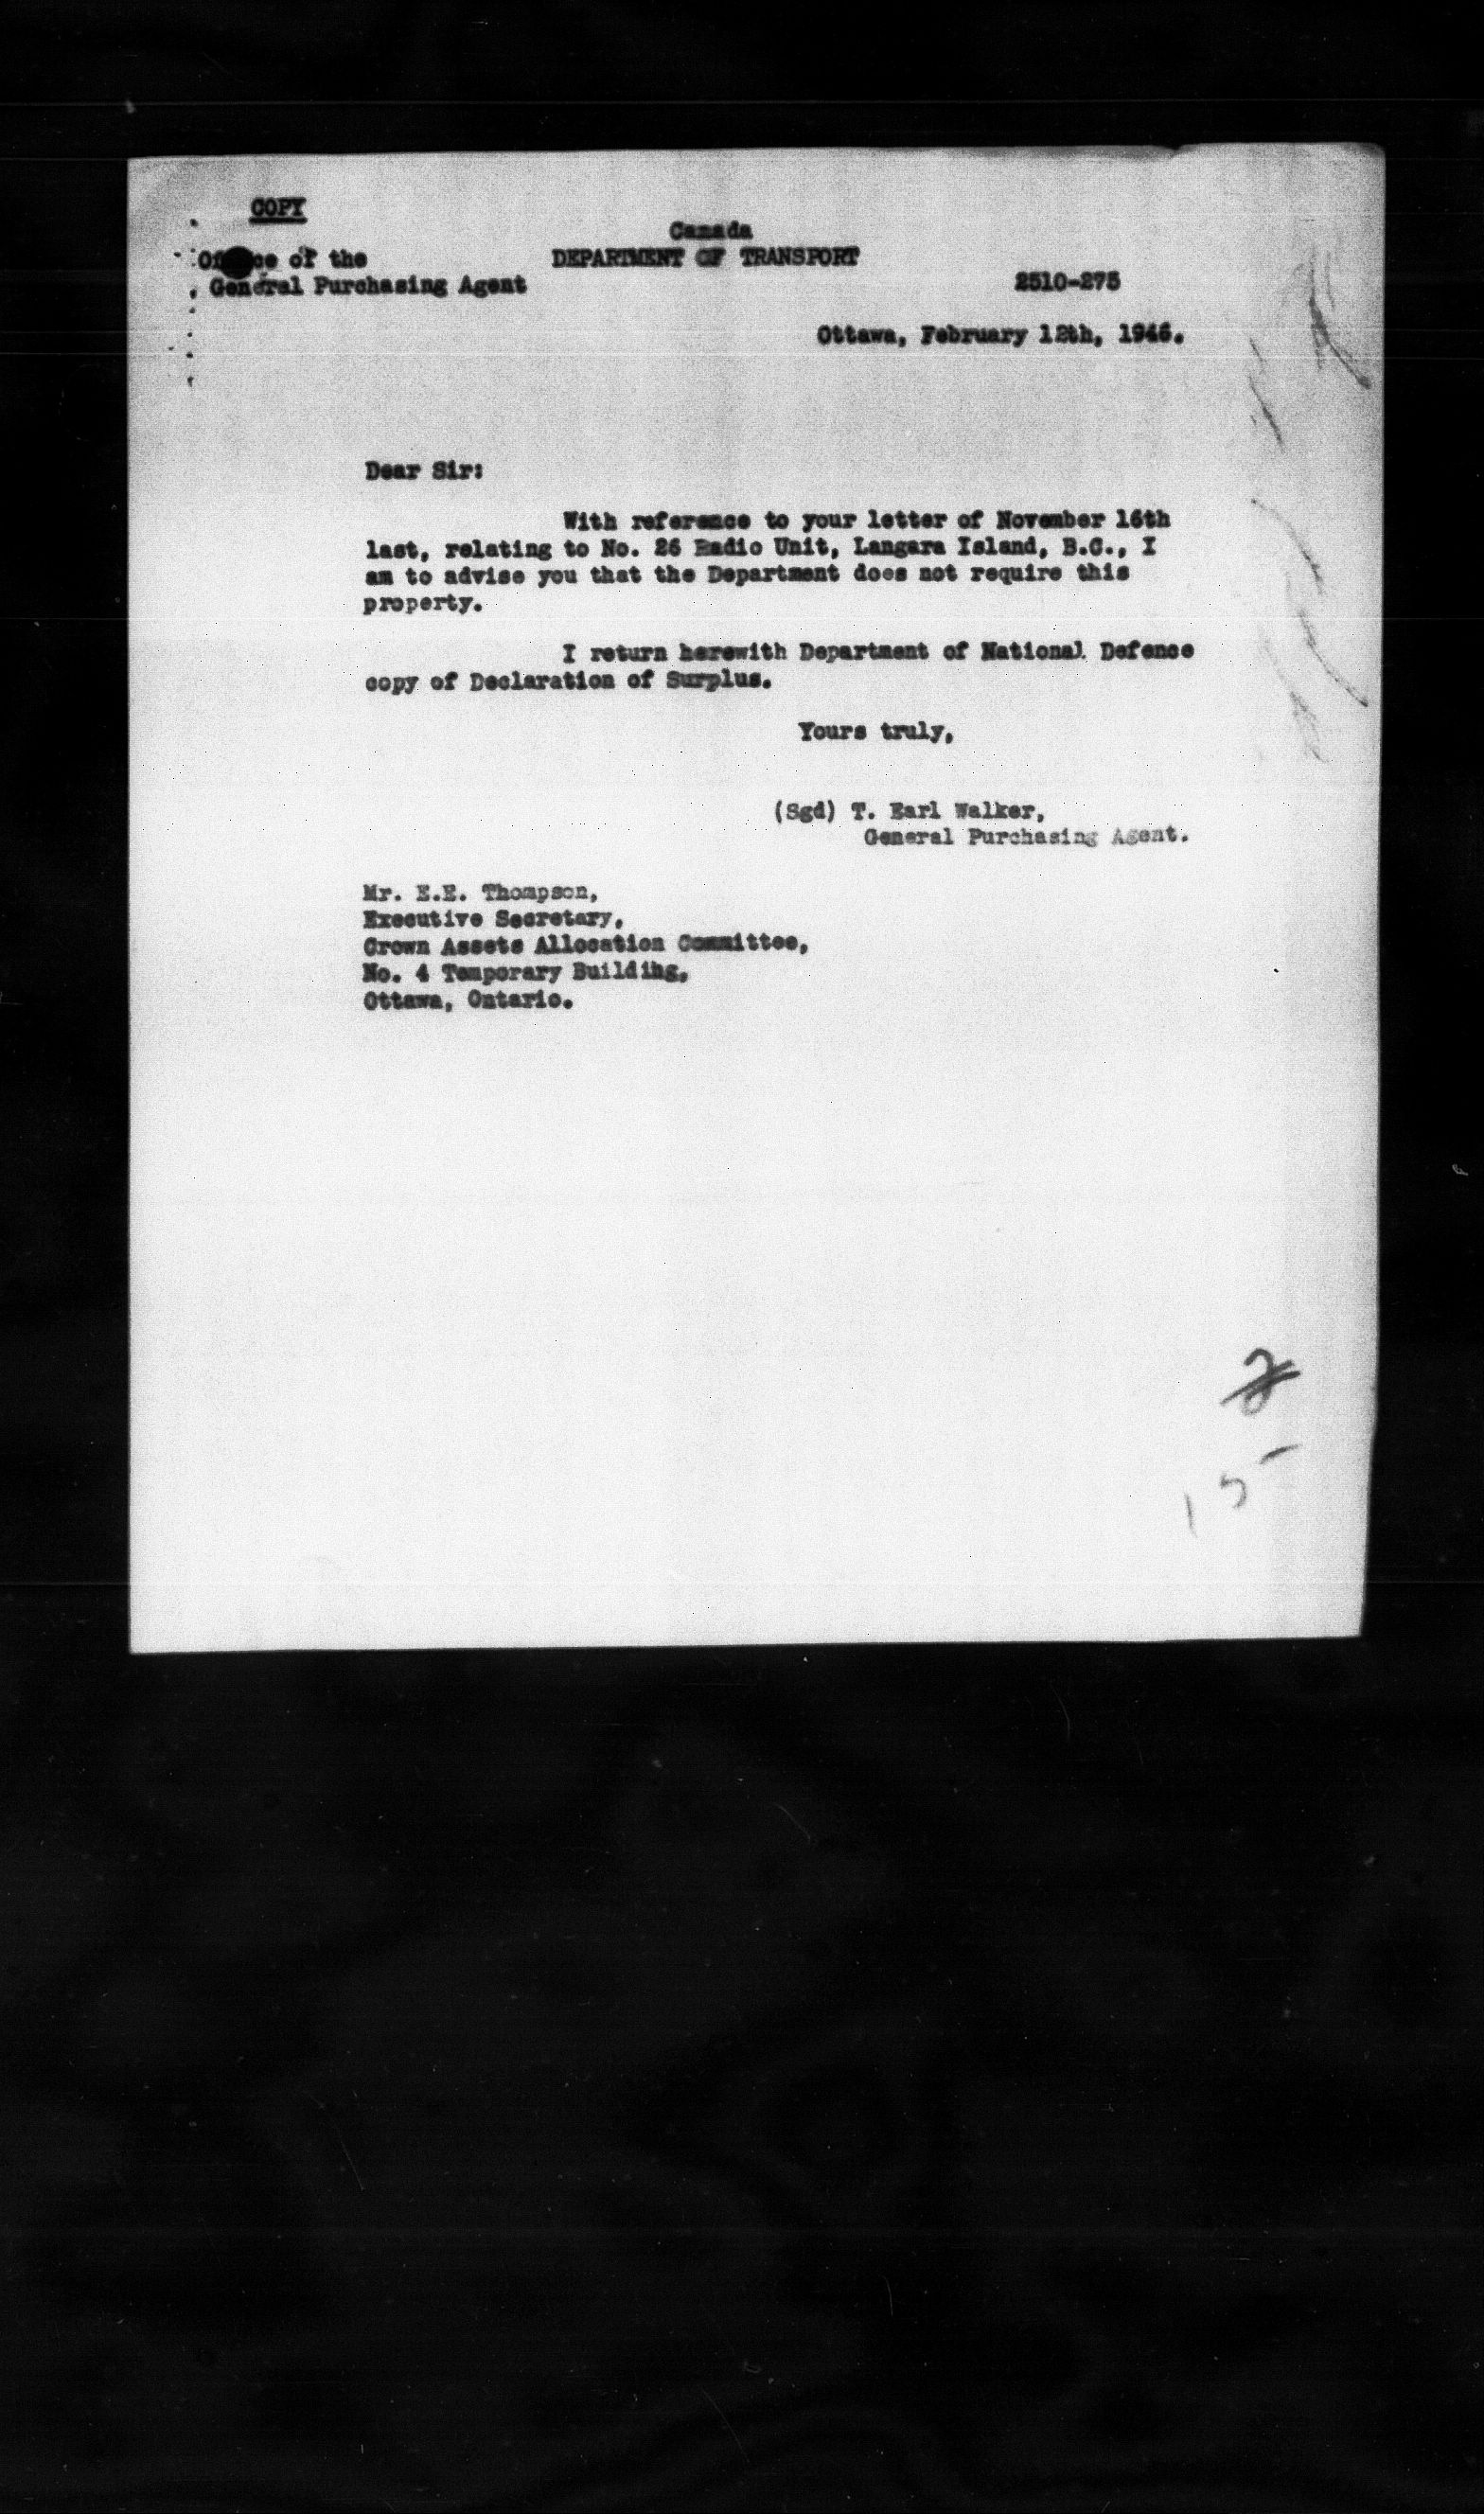 COPY
Canada
Office of the DEPARTMENT OF TRANSPORT
General Purchasing Agent 2510-275
Ottawa, February 12th, 1946.
Dear Sir:
With reference to your letter of November 16th
last, relating to No. 26 Radio Unit, Langara Island, B.C., I
am to advise you that the Department does not require this
property.
I return herewith Department of National Defence
copy of Declaration of Surplus.
Yours truly,
(Sgd) T. Earl Walker,
General Purchasing Agent.
Mr. E.E. Thompson,
Executive Secretary,
Crown Assets Allocation Committee,
No. 4 Temporary Building,
Ottawa, Ontario.
2
15